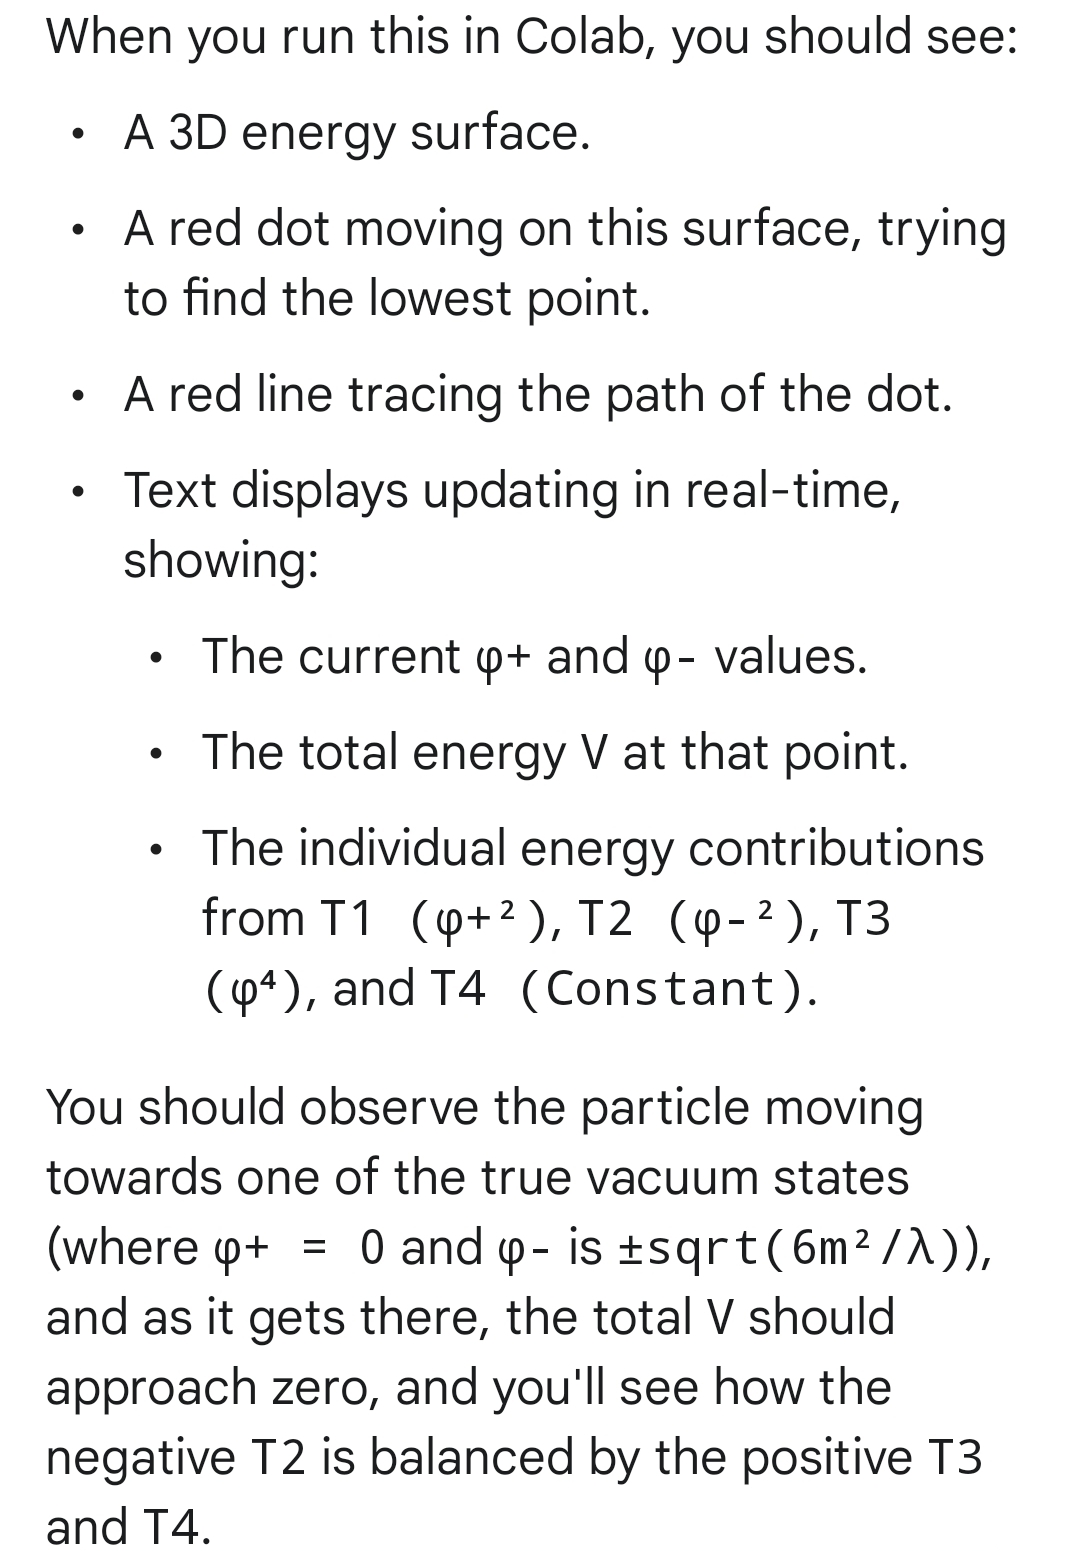 When you run this in Colab, you should see:
• A 3D energy surface.
• A red dot moving on this surface, trying
to find the lowest point.
• A red line tracing the path of the dot.
• Text displays updating in real-time,
showing:
• The current φ+ and φ- values.
• The total energy V at that point.
• The individual energy contributions
from T1 (φ+²), T2 (φ-²), T3
(φ⁴), and T4 (Constant).
You should observe the particle moving
towards one of the true vacuum states
(where φ+ = 0 and φ- is ±sqrt(6m²/λ)),
and as it gets there, the total V should
approach zero, and you'll see how the
negative T2 is balanced by the positive T3
and T4.